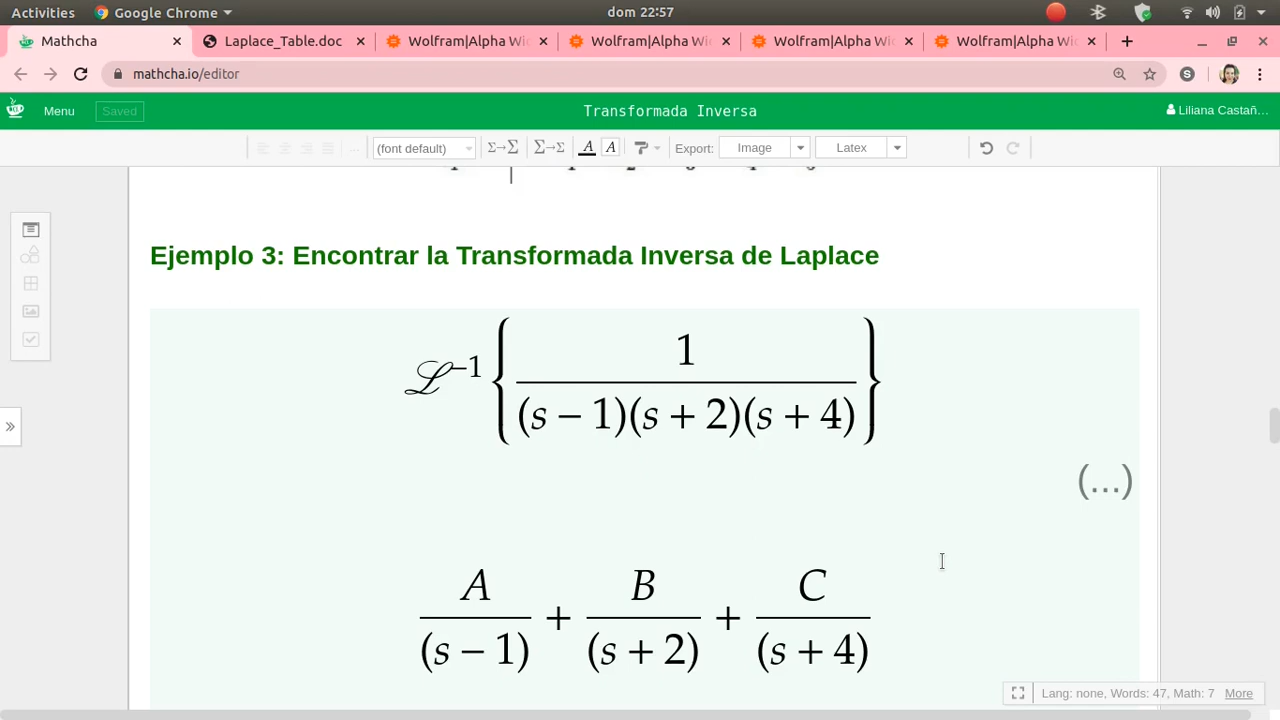 Activities Google Chrome dom 22:57
Mathcha Laplace_Table.doc Wolfram|Alpha Wi Wolfram|Alpha Wi Wolfram|Alpha Wi Wolfram|Alpha Wi
mathcha.io/editor S
Menu Saved Transformada Inversa Liliana Castañ...
... (font default) Σ→Σ Σ→Σ A A Export: Image Latex
Ejemplo 3: Encontrar la Transformada Inversa de Laplace
ℒ⁻¹ { 1 / (s − 1)(s + 2)(s + 4) }
(...)
A / (s − 1) + B / (s + 2) + C / (s + 4)
Lang: none, Words: 47, Math: 7 More